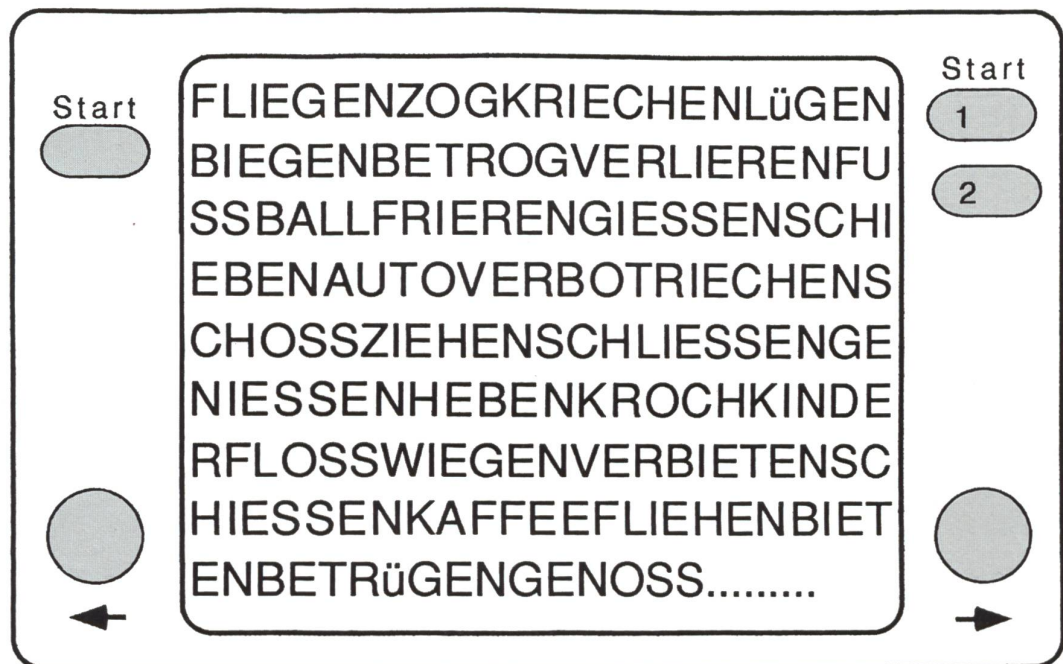 Start
Start
1
2
FLIEGENZOGKRIECHENLüGEN
BIEGENBETROGVERLIERENFU
SSBALLFRIERENGIESSENSCHI
EBENAUTOVERBOTRIECHENS
CHOSSZIEHENSCHLIESSENGE
NIESSENHEBENKROCHKINDE
RFLOSSWIEGENVERBIETENSC
HIESSENKAFFEEFLIEHENBIET
ENBETRüGENGENOSS.........